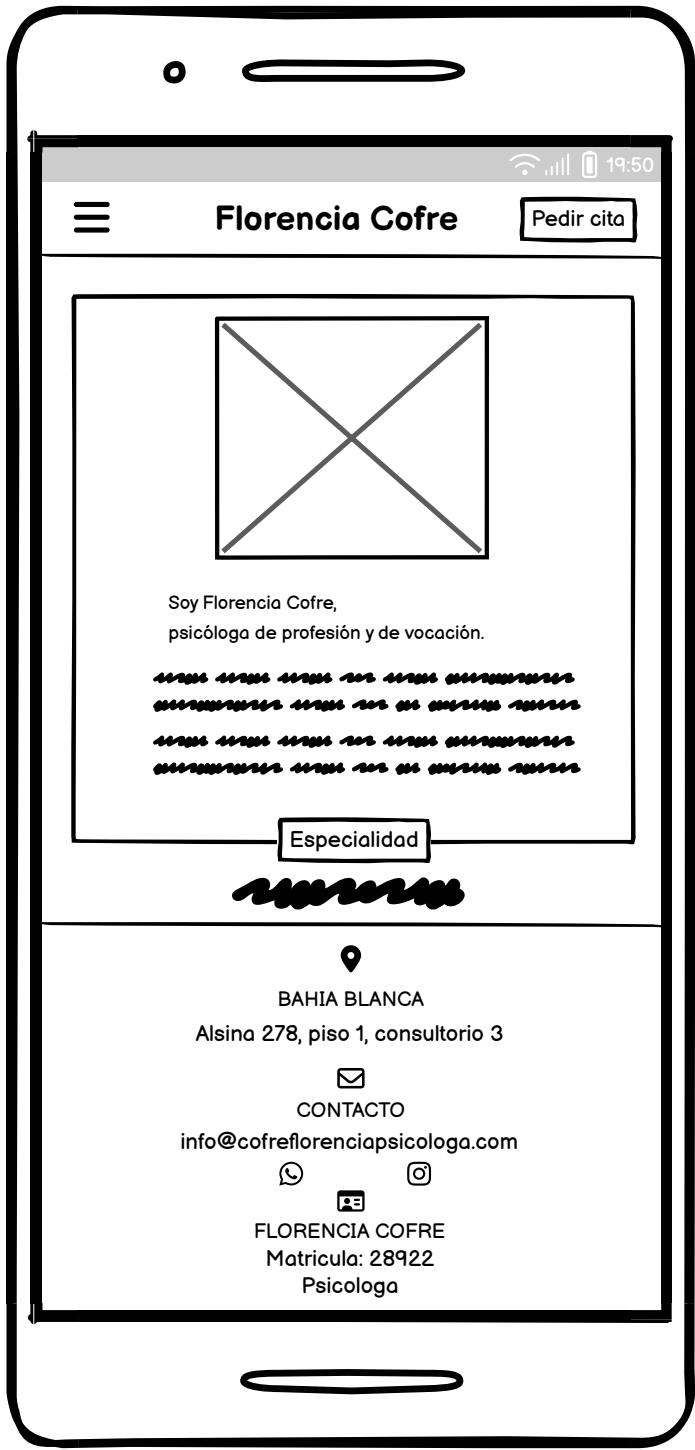 19:50
Florencia Cofre
Pedir cita
Soy Florencia Cofre,
psicóloga de profesión y de vocación.
Especialidad
BAHIA BLANCA
Alsina 278, piso 1, consultorio 3
CONTACTO
info@cofreflorenciapsicologa.com
FLORENCIA COFRE
Matricula: 28922
Psicologa